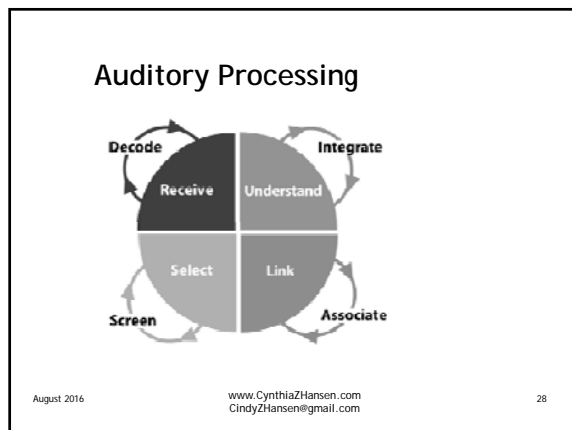 Auditory Processing
Decode
Integrate
Receive
Understand
Select
Link
Screen
Associate
August 2016
www.CynthiaZHansen.com
CindyZHansen@gmail.com
28